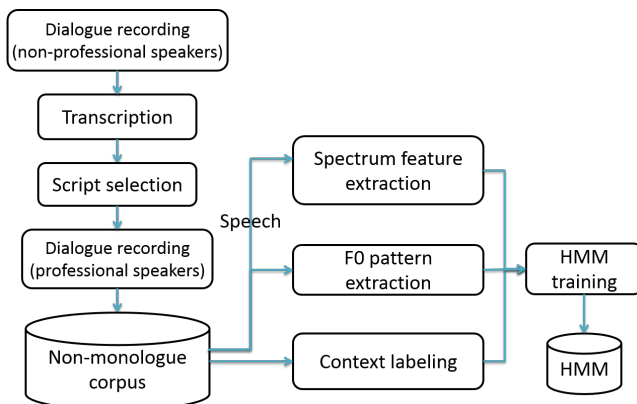 Dialogue recording
(non-professional speakers)
Transcription
Script selection
Dialogue recording
(professional speakers)
Non-monologue
corpus
Speech
Spectrum feature
extraction
F0 pattern
extraction
Context labeling
HMM
training
HMM